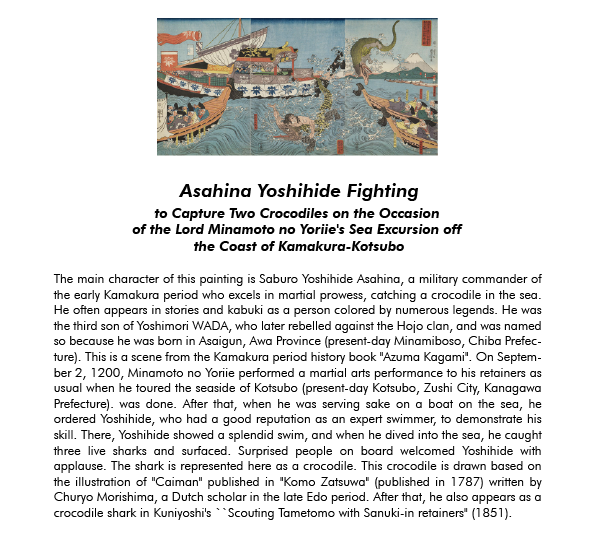 Asahina Yoshihide Fighting
to Capture Two Crocodiles on the Occasion
of the Lord Minamoto no Yoriie's Sea Excursion off
the Coast of Kamakura-Kotsubo
The main character of this painting is Saburo Yoshihide Asahina, a military commander of
the early Kamakura period who excels in martial prowess, catching a crocodile in the sea.
He often appears in stories and kabuki as a person colored by numerous legends. He was
the third son of Yoshimori WADA, who later rebelled against the Hojo clan, and was named
so because he was born in Asaigun, Awa Province (present-day Minamiboso, Chiba Prefec-
ture). This is a scene from the Kamakura period history book "Azuma Kagami". On Septem-
ber 2, 1200, Minamoto no Yoriie performed a martial arts performance to his retainers as
usual when he toured the seaside of Kotsubo (present-day Kotsubo, Zushi City, Kanagawa
Prefecture). was done. After that, when he was serving sake on a boat on the sea, he
ordered Yoshihide, who had a good reputation as an expert swimmer, to demonstrate his
skill. There, Yoshihide showed a splendid swim, and when he dived into the sea, he caught
three live sharks and surfaced. Surprised people on board welcomed Yoshihide with
applause. The shark is represented here as a crocodile. This crocodile is drawn based on
the illustration of "Caiman" published in "Komo Zatsuwa" (published in 1787) written by
Churyo Morishima, a Dutch scholar in the late Edo period. After that, he also appears as a
crocodile shark in Kuniyoshi's ``Scouting Tametomo with Sanuki-in retainers" (1851).